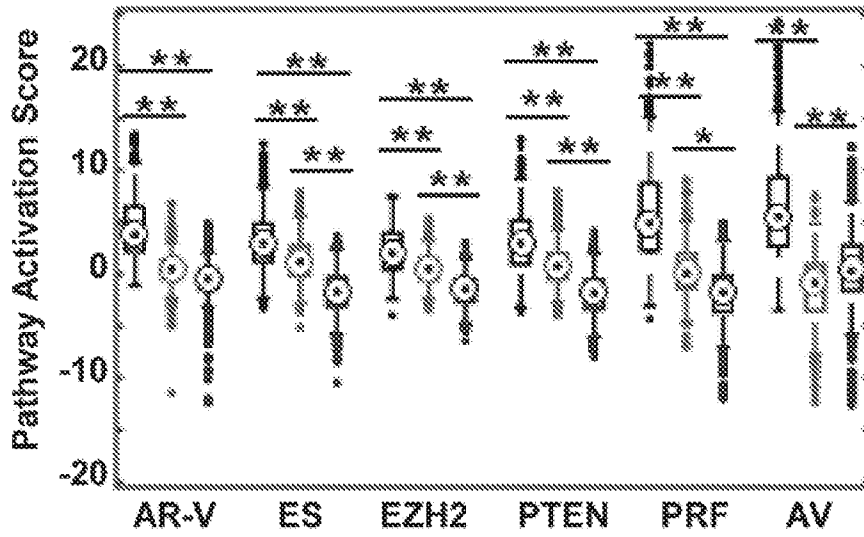 Pathway Activation Score
20
10
0
-10
-20
** ** ** ** ** **
** ** ** ** ** **
** ** ** *
AR-V ES EZH2 PTEN PRF AV